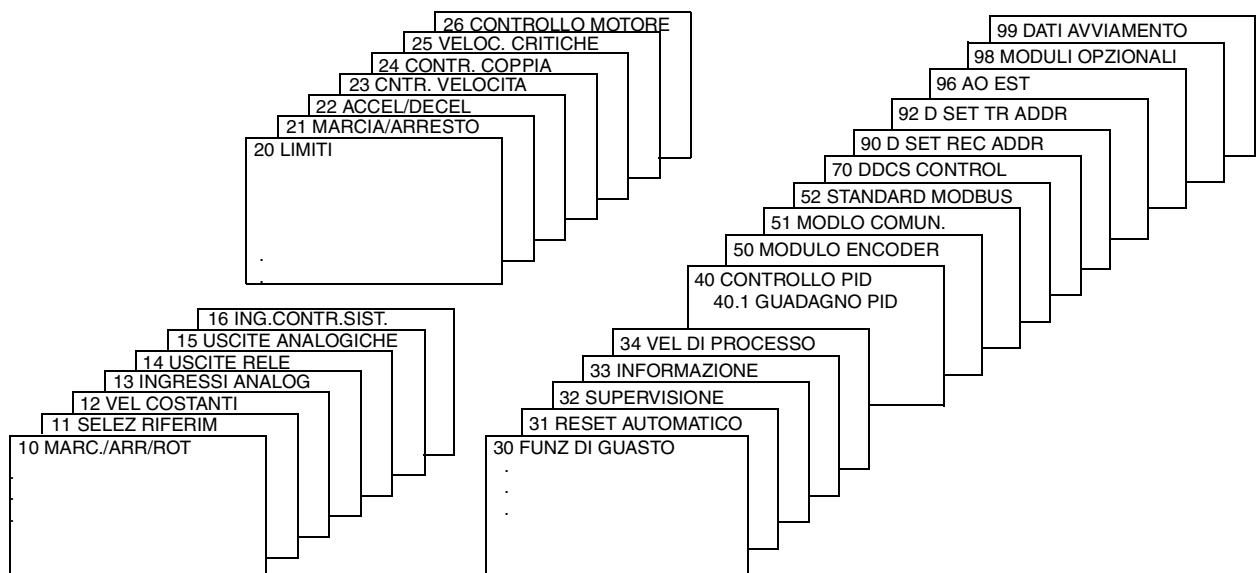 26 CONTROLLO MOTORE
25 VELOC. CRITICHE
24 CONTR. COPPIA
23 CNTR. VELOCITA
22 ACCEL/DECEL
21 MARCIA/ARRESTO
20 LIMITI
.
.
16 ING.CONTR.SIST.
15 USCITE ANALOGICHE
14 USCITE RELE
13 INGRESSI ANALOG
12 VEL COSTANTI
11 SELEZ RIFERIM
10 MARC./ARR/ROT
.
.
.
99 DATI AVVIAMENTO
98 MODULI OPZIONALI
96 AO EST
92 D SET TR ADDR
90 D SET REC ADDR
70 DDCS CONTROL
52 STANDARD MODBUS
51 MODLO COMUN.
50 MODULO ENCODER
40 CONTROLLO PID
40.1 GUADAGNO PID
34 VEL DI PROCESSO
33 INFORMAZIONE
32 SUPERVISIONE
31 RESET AUTOMATICO
30 FUNZ DI GUASTO
.
.
.